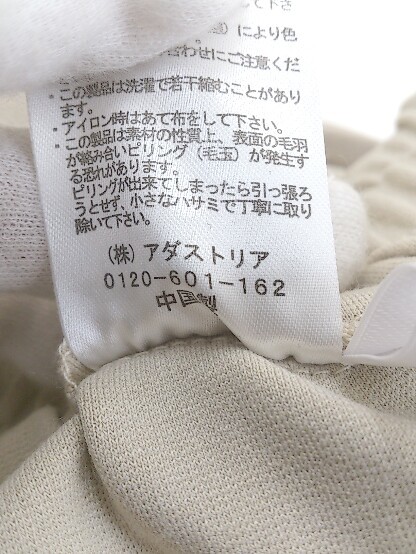 して下さ
)により色
合わせにご注意くだ
・この製品は洗濯で若干縮むことがあり
ます。
・アイロン時はあて布をして下さい。
・この製品は素材の性質上、表面の毛羽
が絡み合いピリング(毛玉)が発生す
る恐れがあります。
ピリングが出来てしまったら引っ張ろ
うとせず、小さなハサミで丁寧に取り
除いて下さい。
(株)アダストリア
0120-601-162
中国製